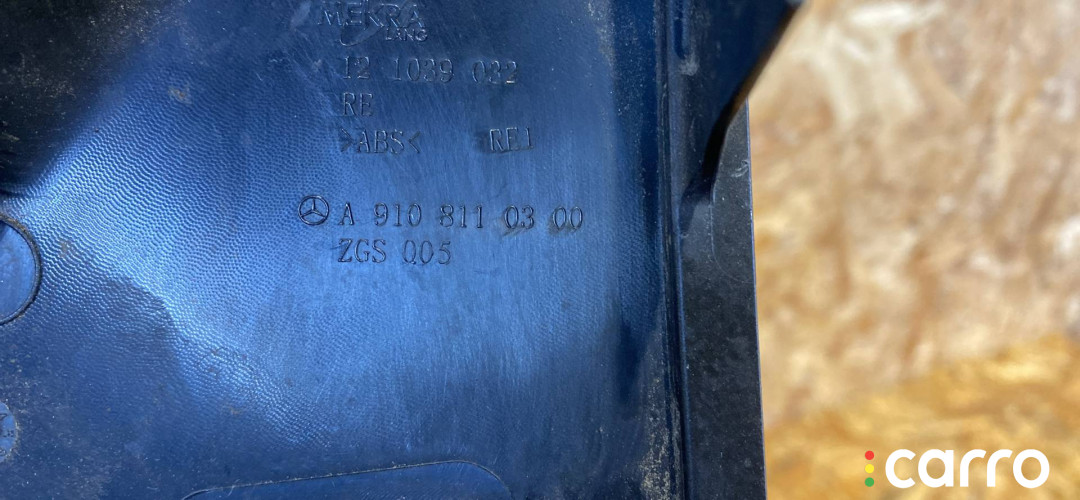 MEKRA
LANG
12 1039 032
RE
>ABS< RE1
A 910 811 03 00
ZGS 005
carro